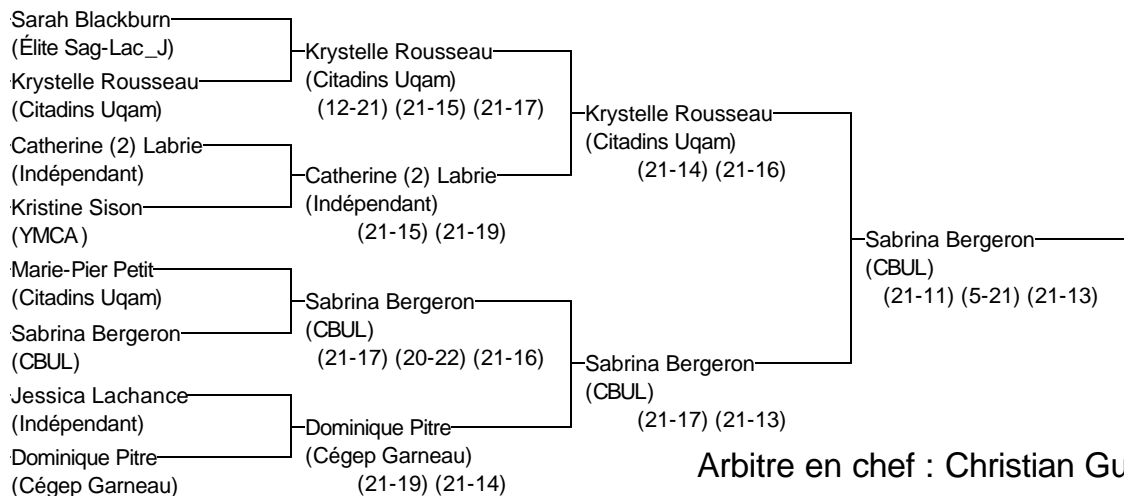 Sarah Blackburn
(Élite Sag-Lac_J)
Krystelle Rousseau
(Citadins Uqam)
Catherine (2) Labrie
(Indépendant)
Kristine Sison
(YMCA)
Marie-Pier Petit
(Citadins Uqam)
Sabrina Bergeron
(CBUL)
Jessica Lachance
(Indépendant)
Dominique Pitre
(Cégep Garneau)
Krystelle Rousseau
(Citadins Uqam)
(12-21) (21-15) (21-17)
Catherine (2) Labrie
(Indépendant)
(21-15) (21-19)
Sabrina Bergeron
(CBUL)
(21-17) (20-22) (21-16)
Dominique Pitre
(Cégep Garneau)
(21-19) (21-14)
Krystelle Rousseau
(Citadins Uqam)
(21-14) (21-16)
Sabrina Bergeron
(CBUL)
(21-17) (21-13)
Sabrina Bergeron
(CBUL)
(21-11) (5-21) (21-13)
Arbitre en chef : Christian